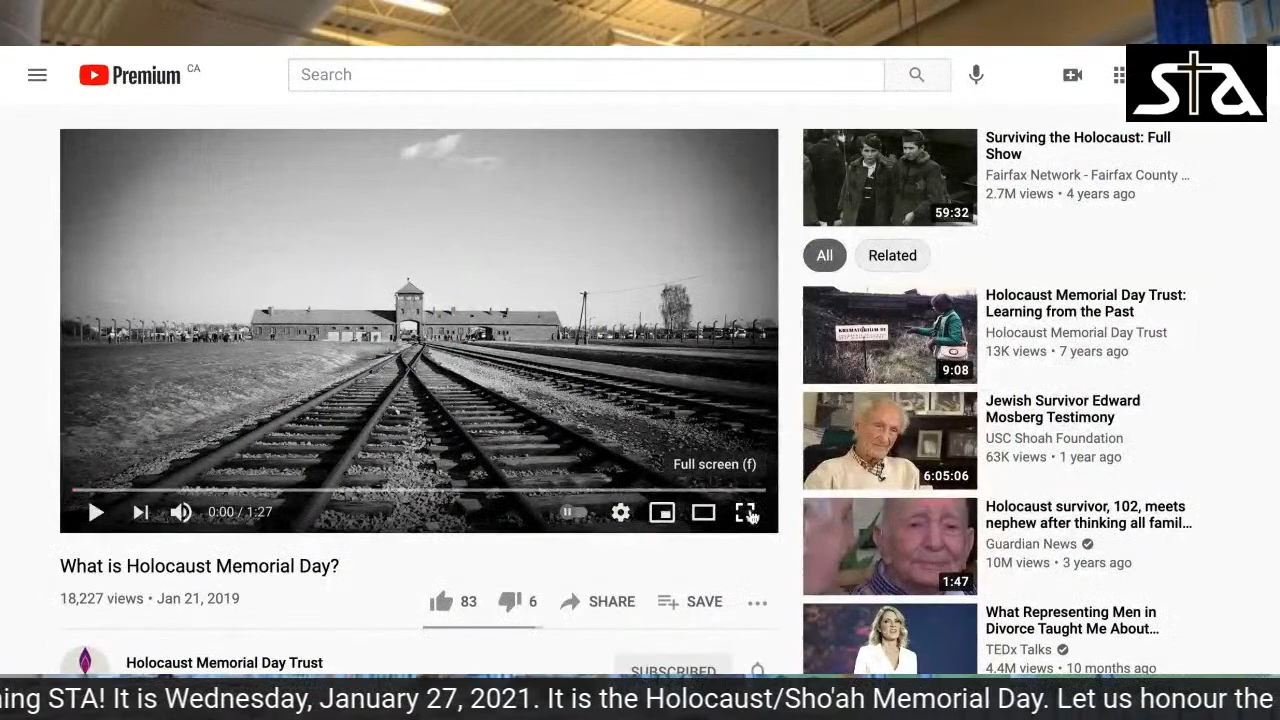 Premium CA
Search
STA
Surviving the Holocaust: Full
Show
Fairfax Network - Fairfax County ...
2.7M views • 4 years ago
59:32
All
Related
Holocaust Memorial Day Trust:
Learning from the Past
Holocaust Memorial Day Trust
13K views • 7 years ago
9:08
Jewish Survivor Edward
Mosberg Testimony
USC Shoah Foundation
63K views • 1 year ago
6:05:06
Holocaust survivor, 102, meets
nephew after thinking all famil...
Guardian News
10M views • 3 years ago
1:47
What Representing Men in
Divorce Taught Me About...
TEDx Talks
4.4M views • 10 months ago
Full screen (f)
0:00 / 1:27
What is Holocaust Memorial Day?
18,227 views • Jan 21, 2019
83
6
SHARE
SAVE
Holocaust Memorial Day Trust
SUBSCRIBED
ning STA! It is Wednesday, January 27, 2021. It is the Holocaust/Sho'ah Memorial Day. Let us honour the